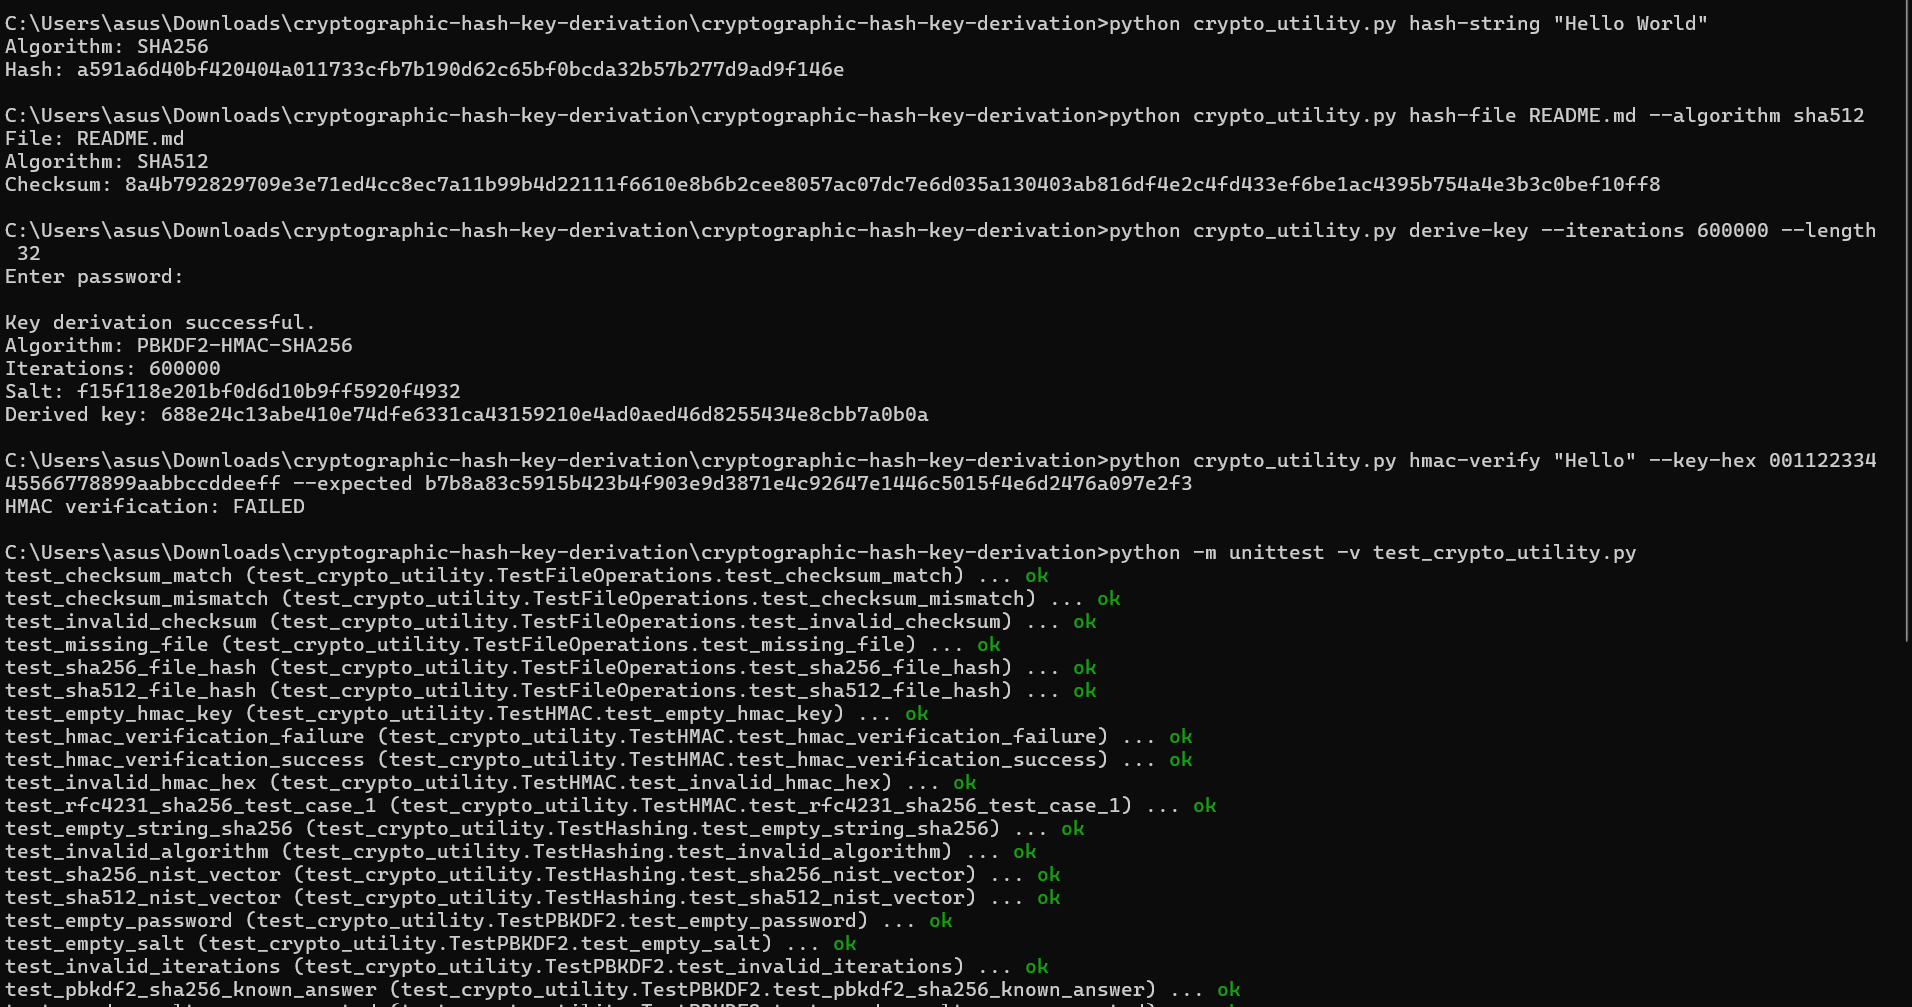 C:\Users\asus\Downloads\cryptographic-hash-key-derivation\cryptographic-hash-key-derivation>python crypto_utility.py hash-string "Hello World"
Algorithm: SHA256
Hash: a591a6d40bf420404a011733cfb7b190d62c65bf0bcda32b57b277d9ad9f146e
C:\Users\asus\Downloads\cryptographic-hash-key-derivation\cryptographic-hash-key-derivation>python crypto_utility.py hash-file README.md --algorithm sha512
File: README.md
Algorithm: SHA512
Checksum: 8a4b792829709e3e71ed4cc8ec7a11b99b4d22111f6610e8b6b2cee8057ac07dc7e6d035a130403ab816df4e2c4fd433ef6be1ac4395b754a4e3b3c0bef10ff8
C:\Users\asus\Downloads\cryptographic-hash-key-derivation\cryptographic-hash-key-derivation>python crypto_utility.py derive-key --iterations 600000 --length
32
Enter password:
Key derivation successful.
Algorithm: PBKDF2-HMAC-SHA256
Iterations: 600000
Salt: f15f118e201bf0d6d10b9ff5920f4932
Derived key: 688e24c13abe410e74dfe6331ca43159210e4ad0aed46d8255434e8cbb7a0b0a
C:\Users\asus\Downloads\cryptographic-hash-key-derivation\cryptographic-hash-key-derivation>python crypto_utility.py hmac-verify "Hello" --key-hex 001122334
45566778899aabbccddeeff --expected b7b8a83c5915b423b4f903e9d3871e4c92647e1446c5015f4e6d2476a097e2f3
HMAC verification: FAILED
C:\Users\asus\Downloads\cryptographic-hash-key-derivation\cryptographic-hash-key-derivation>python -m unittest -v test_crypto_utility.py
test_checksum_match (test_crypto_utility.TestFileOperations.test_checksum_match) ... ok
test_checksum_mismatch (test_crypto_utility.TestFileOperations.test_checksum_mismatch) ... ok
test_invalid_checksum (test_crypto_utility.TestFileOperations.test_invalid_checksum) ... ok
test_missing_file (test_crypto_utility.TestFileOperations.test_missing_file) ... ok
test_sha256_file_hash (test_crypto_utility.TestFileOperations.test_sha256_file_hash) ... ok
test_sha512_file_hash (test_crypto_utility.TestFileOperations.test_sha512_file_hash) ... ok
test_empty_hmac_key (test_crypto_utility.TestHMAC.test_empty_hmac_key) ... ok
test_hmac_verification_failure (test_crypto_utility.TestHMAC.test_hmac_verification_failure) ... ok
test_hmac_verification_success (test_crypto_utility.TestHMAC.test_hmac_verification_success) ... ok
test_invalid_hmac_hex (test_crypto_utility.TestHMAC.test_invalid_hmac_hex) ... ok
test_rfc4231_sha256_test_case_1 (test_crypto_utility.TestHMAC.test_rfc4231_sha256_test_case_1) ... ok
test_empty_string_sha256 (test_crypto_utility.TestHashing.test_empty_string_sha256) ... ok
test_invalid_algorithm (test_crypto_utility.TestHashing.test_invalid_algorithm) ... ok
test_sha256_nist_vector (test_crypto_utility.TestHashing.test_sha256_nist_vector) ... ok
test_sha512_nist_vector (test_crypto_utility.TestHashing.test_sha512_nist_vector) ... ok
test_empty_password (test_crypto_utility.TestPBKDF2.test_empty_password) ... ok
test_empty_salt (test_crypto_utility.TestPBKDF2.test_empty_salt) ... ok
test_invalid_iterations (test_crypto_utility.TestPBKDF2.test_invalid_iterations) ... ok
test_pbkdf2_sha256_known_answer (test_crypto_utility.TestPBKDF2.test_pbkdf2_sha256_known_answer) ... ok